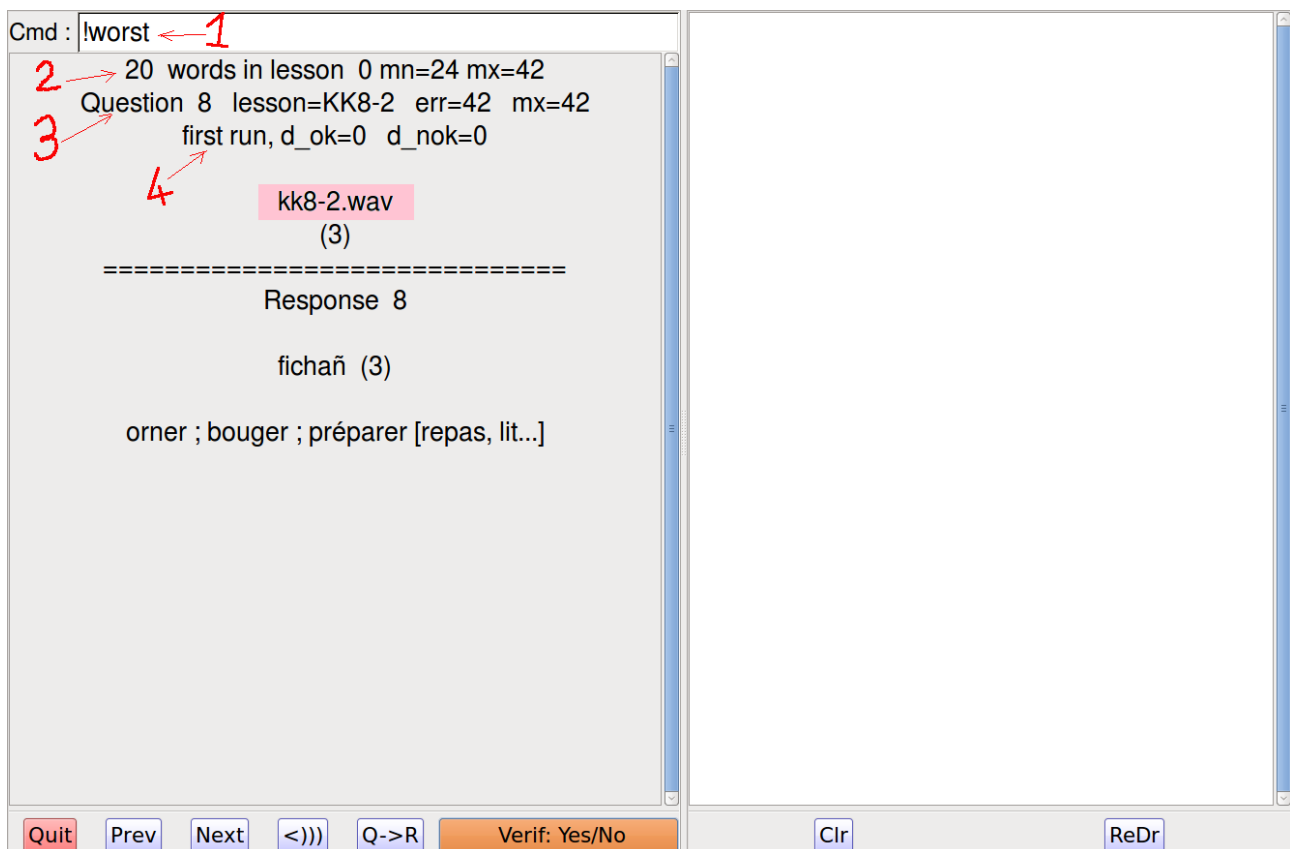 Cmd : !worst 1
2 20 words in lesson 0 mn=24 mx=42
3 Question 8 lesson=KK8-2 err=42 mx=42
4 first run, d_ok=0 d_nok=0
kk8-2.wav
(3)
==============================
Response 8
fichañ (3)
orner ; bouger ; préparer [repas, lit...]
Quit Prev Next <))) Q->R Verif: Yes/No Clr ReDr